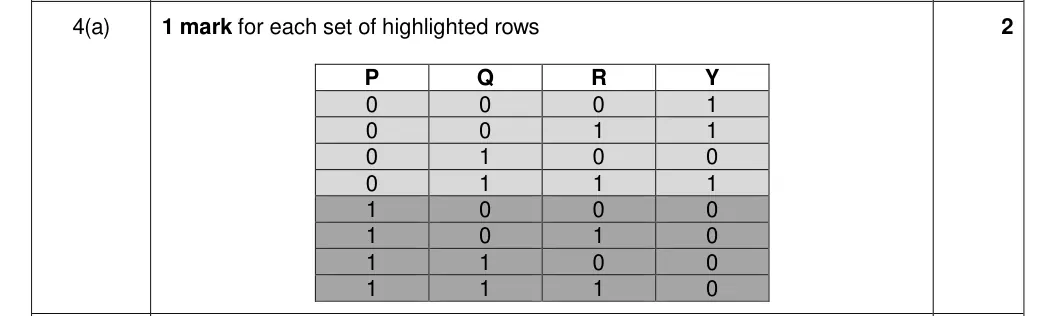 4(a) 1 mark for each set of highlighted rows 2
P Q R Y
0 0 0 1
0 0 1 1
0 1 0 0
0 1 1 1
1 0 0 0
1 0 1 0
1 1 0 0
1 1 1 0